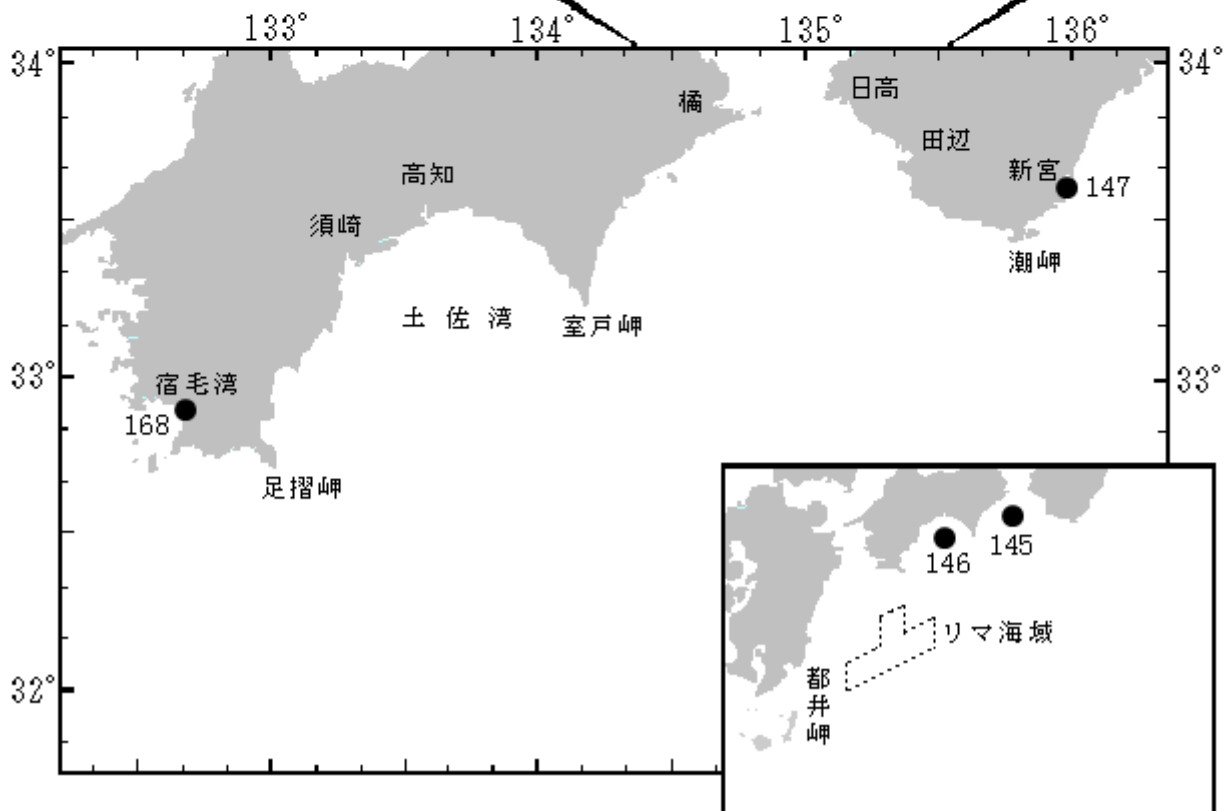 133° 134° 135° 136°
34° 34°
橘
日高
田辺
高知
新宮
147
須崎
潮岬
土佐湾
室戸岬
33° 33°
宿毛湾
168
足摺岬
146 145
リマ海域
都井岬
32°